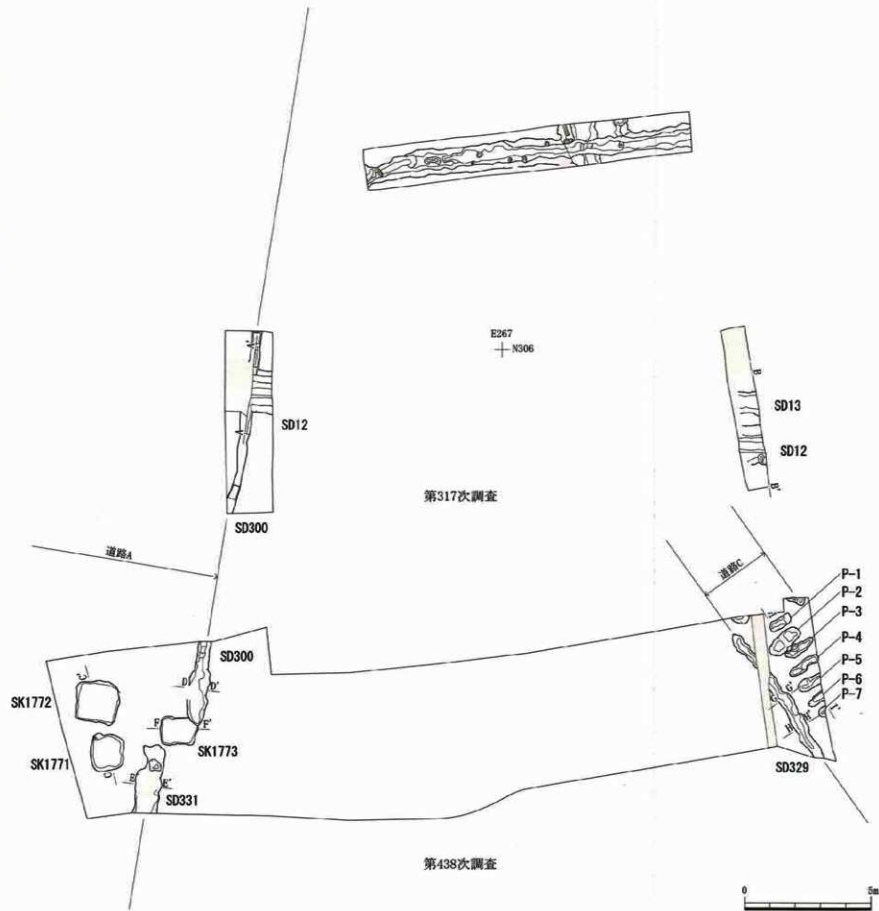 E267
N306
A'
A
SD12
SD300
B
SD13
SD12
B'
第317次調査
道路A
道路C
P-1
P-2
P-3
P-4
P-5
P-6
P-7
SD300
D
D'
C'
SK1772
F
F'
SK1773
SK1771
C
E
E'
SD331
G'
H
H'
I'
SD329
第438次調査
0
5m